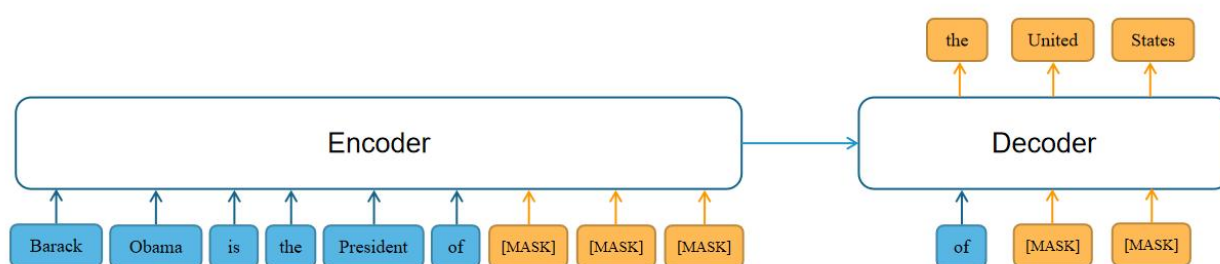 the United States
Encoder Decoder
Barack Obama is the President of [MASK] [MASK] [MASK] of [MASK] [MASK]